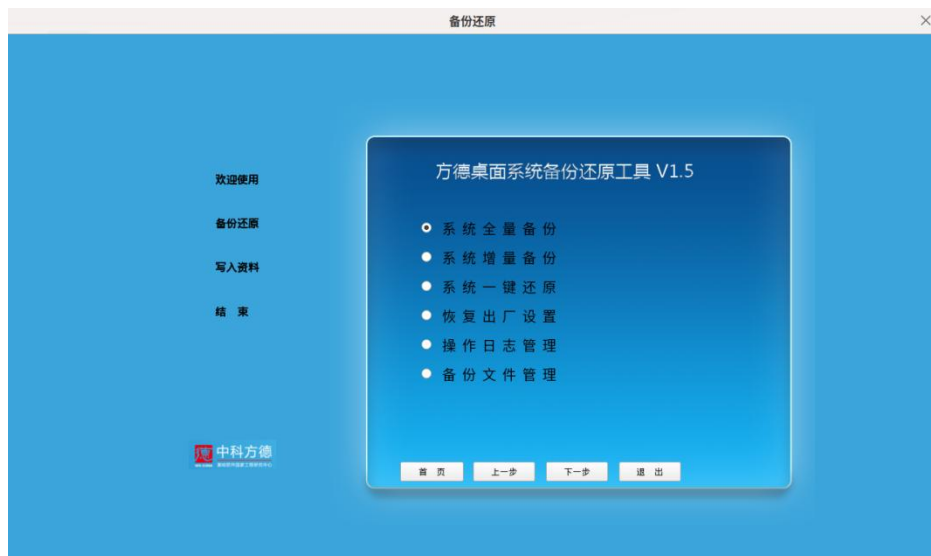 备份还原
欢迎使用
备份还原
写入资料
结 束
中科方德
方德桌面系统备份还原工具 V1.5
系统全量备份
系统增量备份
系统一键还原
恢复出厂设置
操作日志管理
备份文件管理
首 页
上一步
下一步
退 出